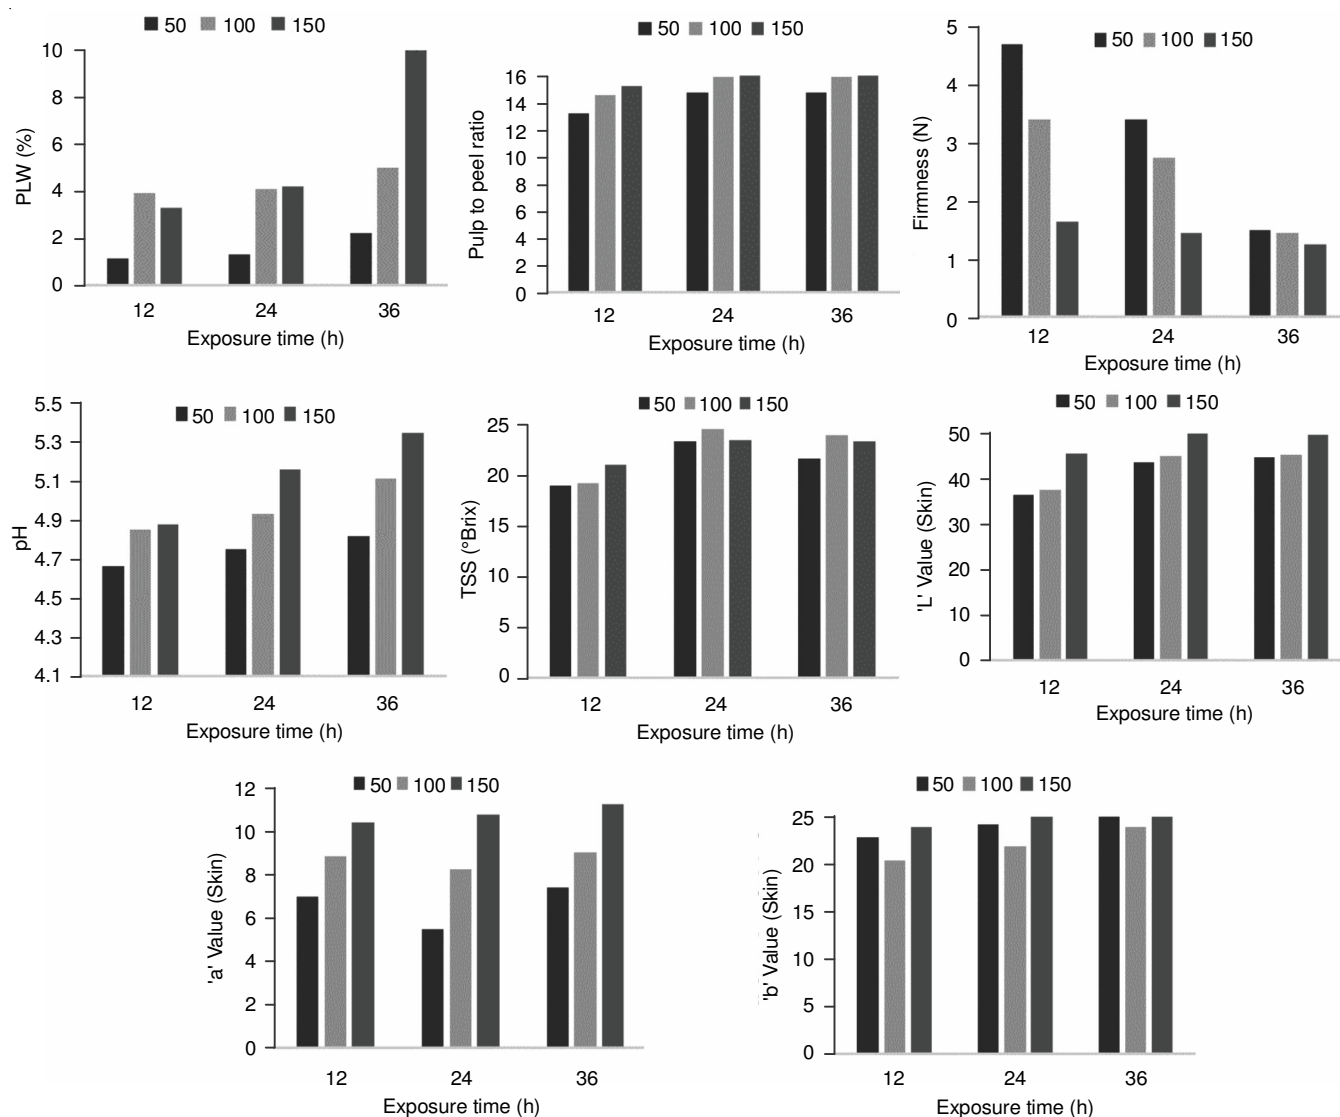 50 100 150
PLW (%)
10
8
6
4
2
0
12 24 36
Exposure time (h)
50 100 150
Pulp to peel ratio
16
14
12
10
8
6
4
2
0
12 24 36
Exposure time (h)
50 100 150
Firmness (N)
5
4
3
2
1
0
12 24 36
Exposure time (h)
50 100 150
pH
5.5
5.3
5.1
4.9
4.7
4.5
4.3
4.1
12 24 36
Exposure time (h)
50 100 150
TSS (°Brix)
25
20
15
10
5
0
12 24 36
Exposure time (h)
50 100 150
'L' Value (Skin)
50
40
30
20
10
0
12 24 36
Exposure time (h)
50 100 150
'a' Value (Skin)
12
10
8
6
4
2
0
12 24 36
Exposure time (h)
50 100 150
'b' Value (Skin)
25
20
15
10
5
0
12 24 36
Exposure time (h)